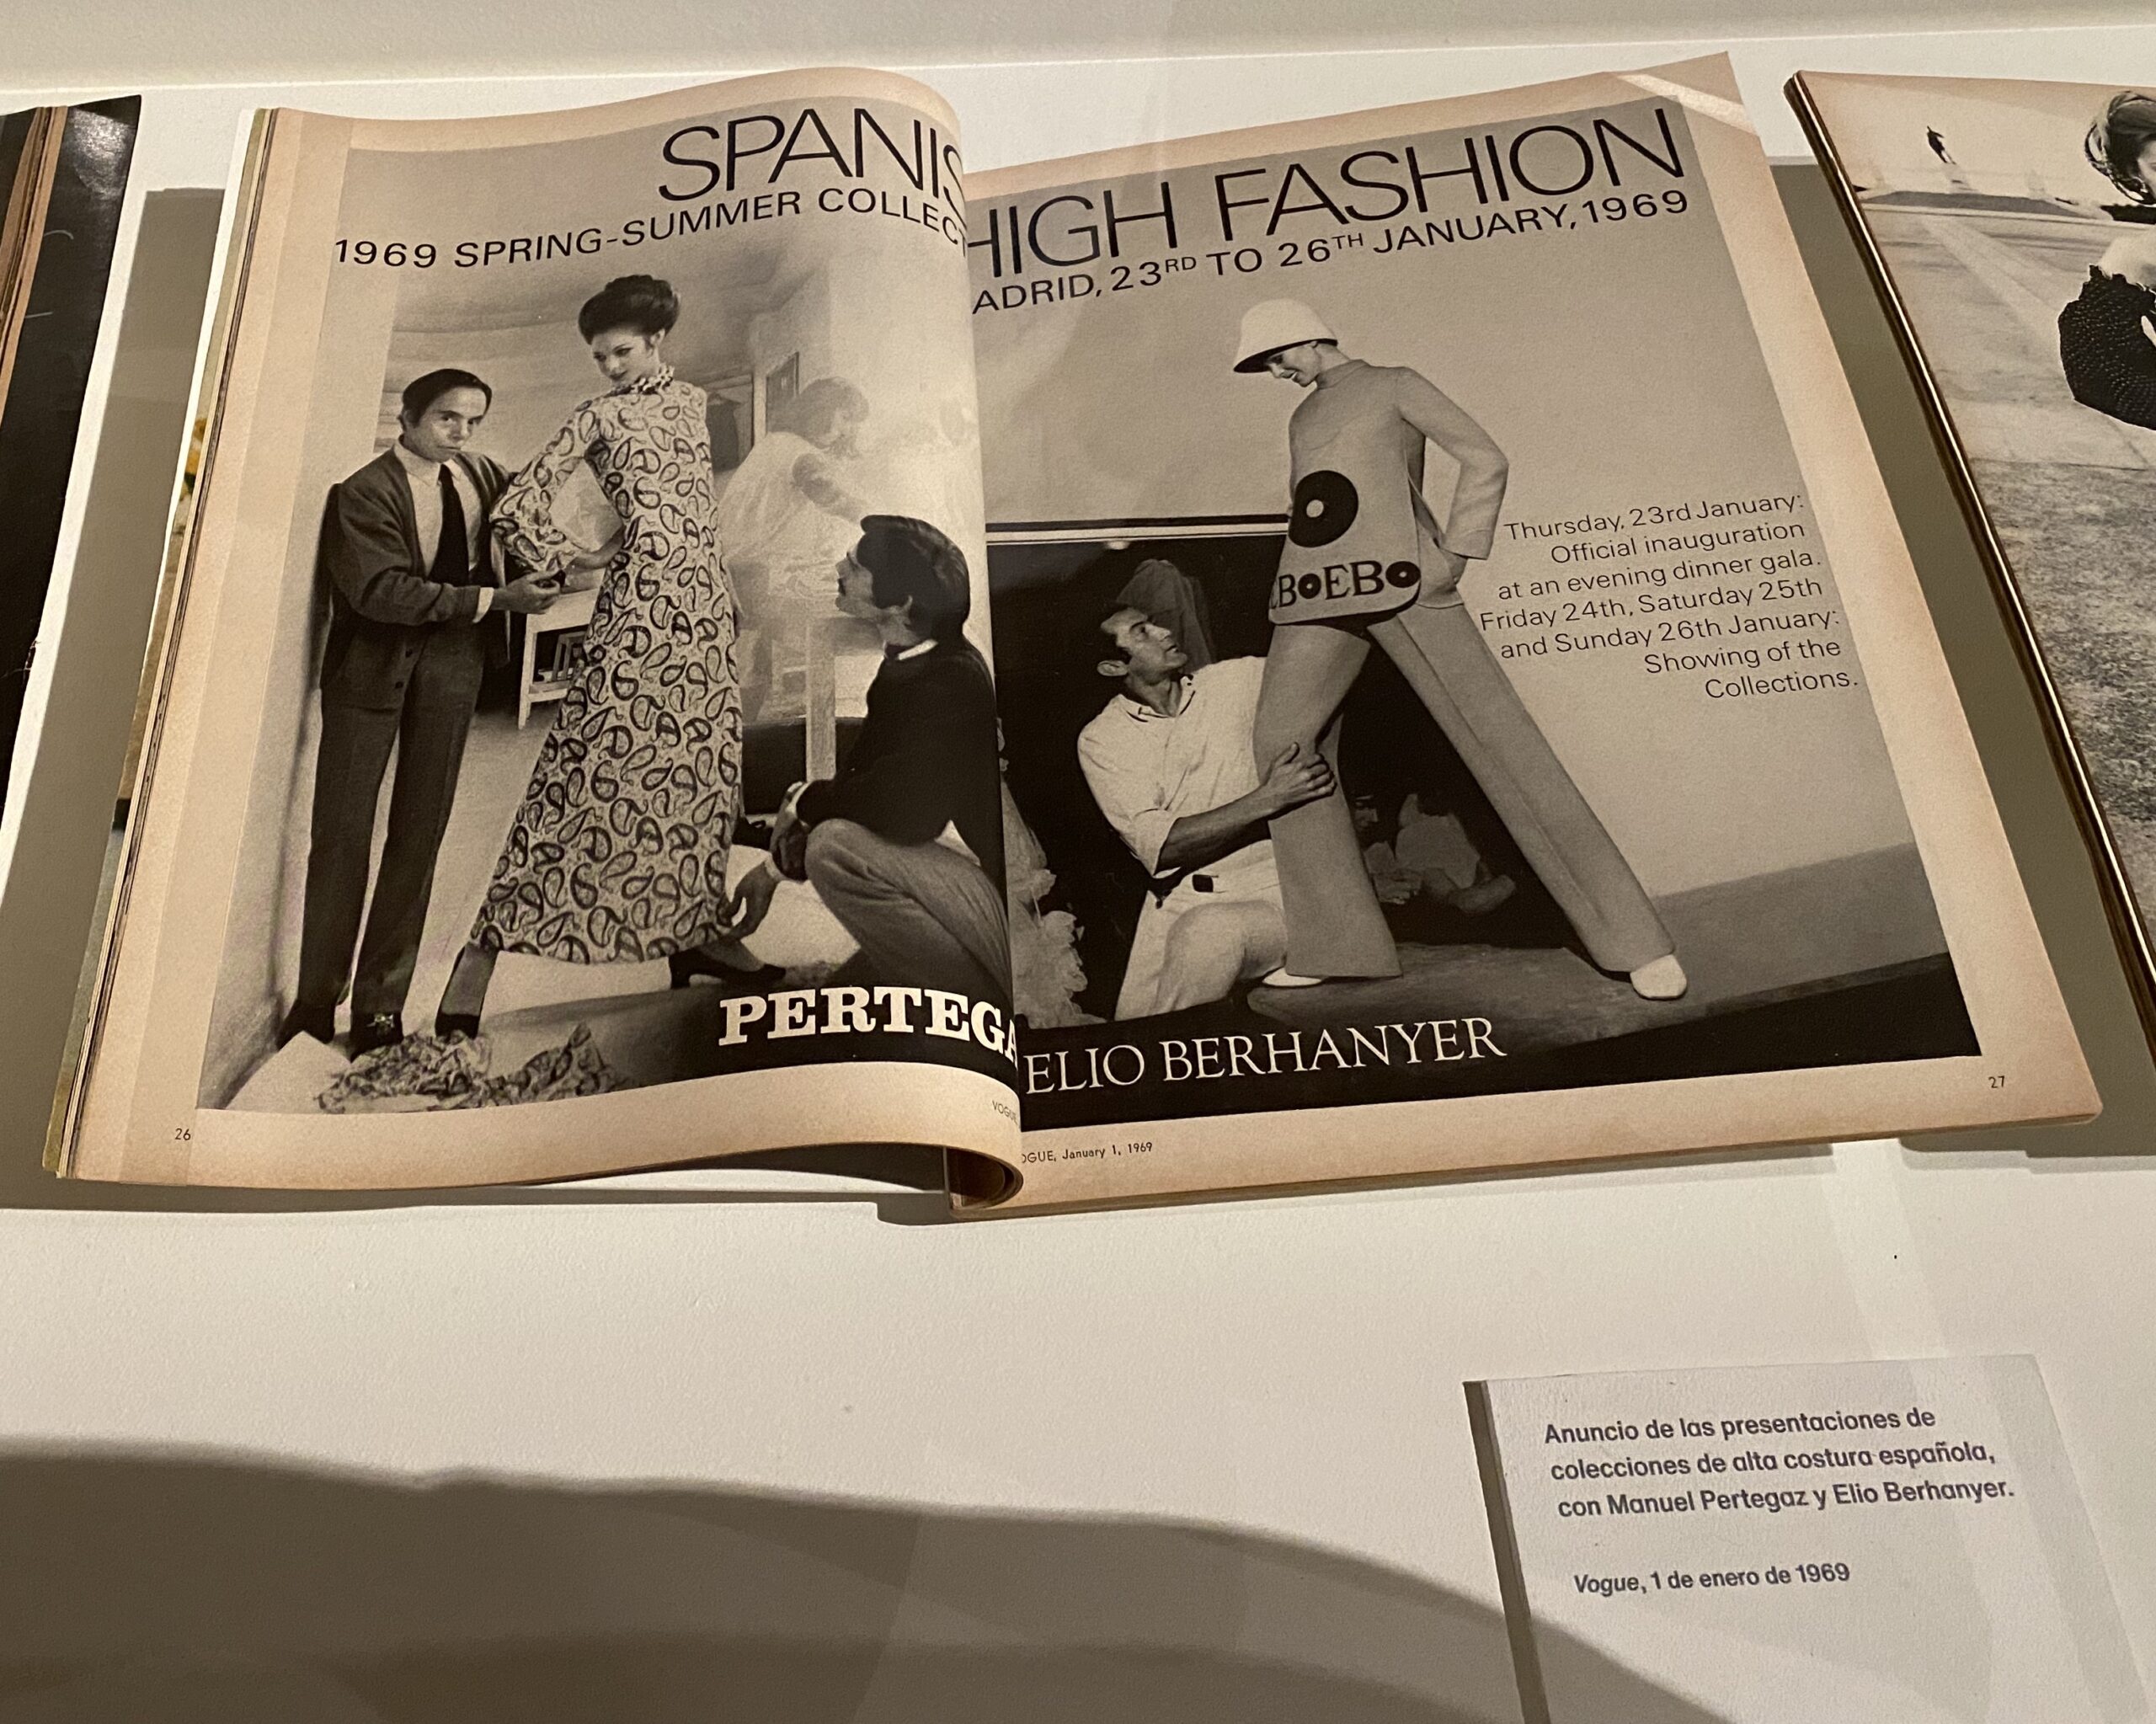 SPANIS
1969 SPRING-SUMMER COLLEC
PERTEGA
26
HIGH FASHION
ADRID, 23RD TO 26TH JANUARY, 1969
Thursday, 23rd January:
Official inauguration
at an evening dinner gala.
Friday 24th, Saturday 25th
and Sunday 26th January:
Showing of the
Collections.
BOEBO
ELIO BERHANYER
OGUE, January 1, 1969
27
Anuncio de las presentaciones de
colecciones de alta costura española,
con Manuel Pertegaz y Elio Berhanyer.
Vogue, 1 de enero de 1969